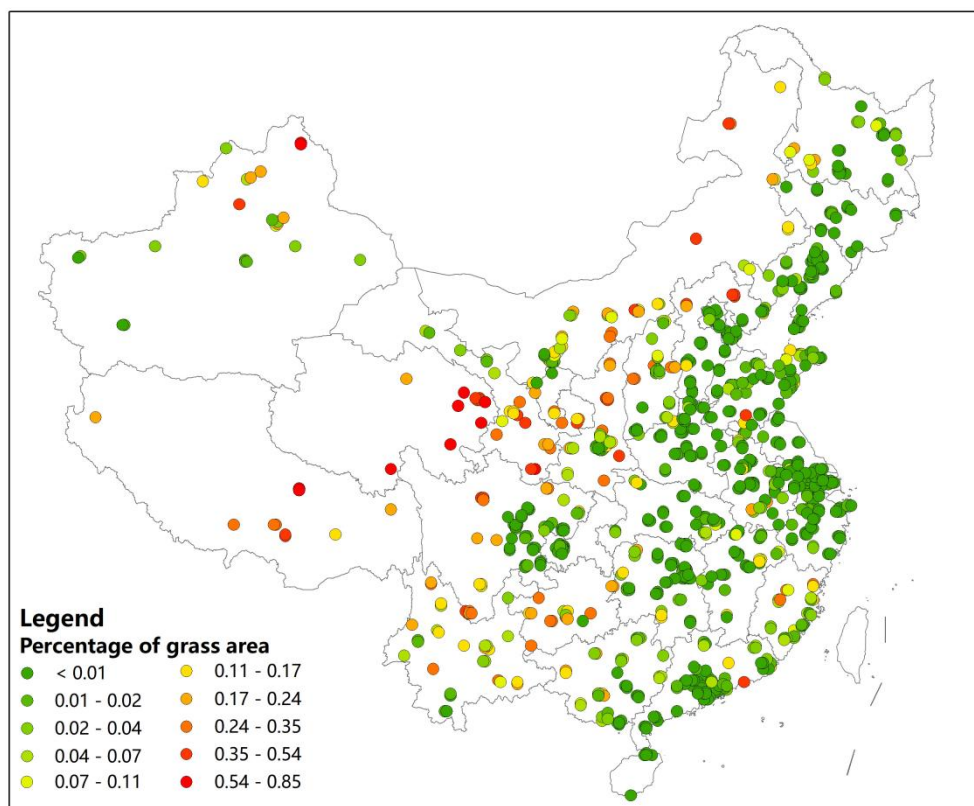 Legend
Percentage of grass area
< 0.01
0.01 - 0.02
0.02 - 0.04
0.04 - 0.07
0.07 - 0.11
0.11 - 0.17
0.17 - 0.24
0.24 - 0.35
0.35 - 0.54
0.54 - 0.85